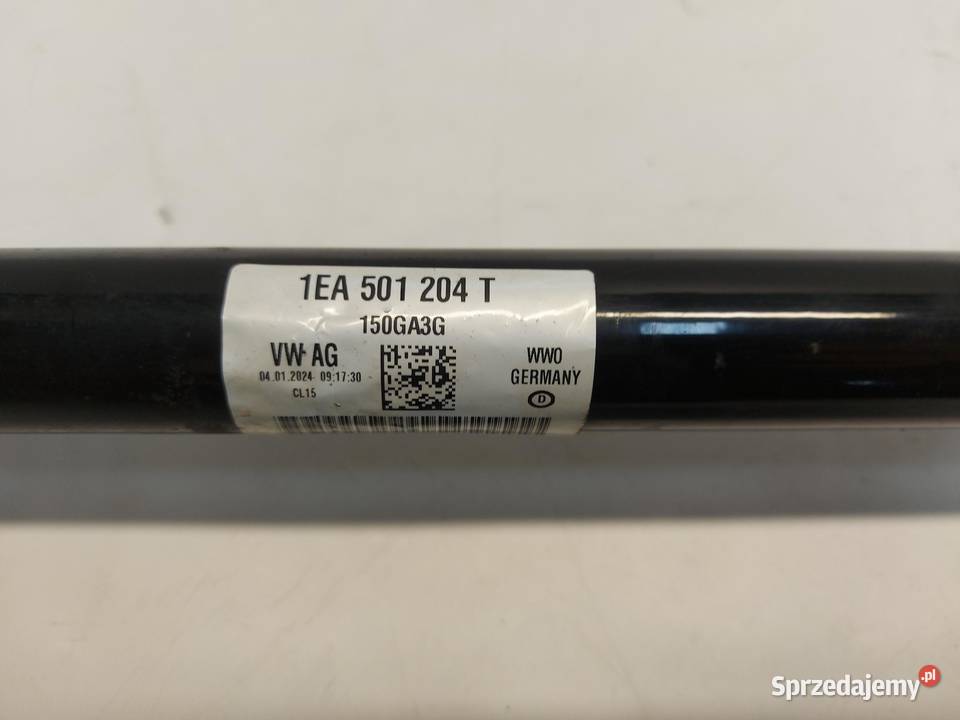 1EA 501 204 T
150GA3G
VW AG
04.01.2024 09:17:30
CL15
WWO
GERMANY
D
Sprzedajemy.pl